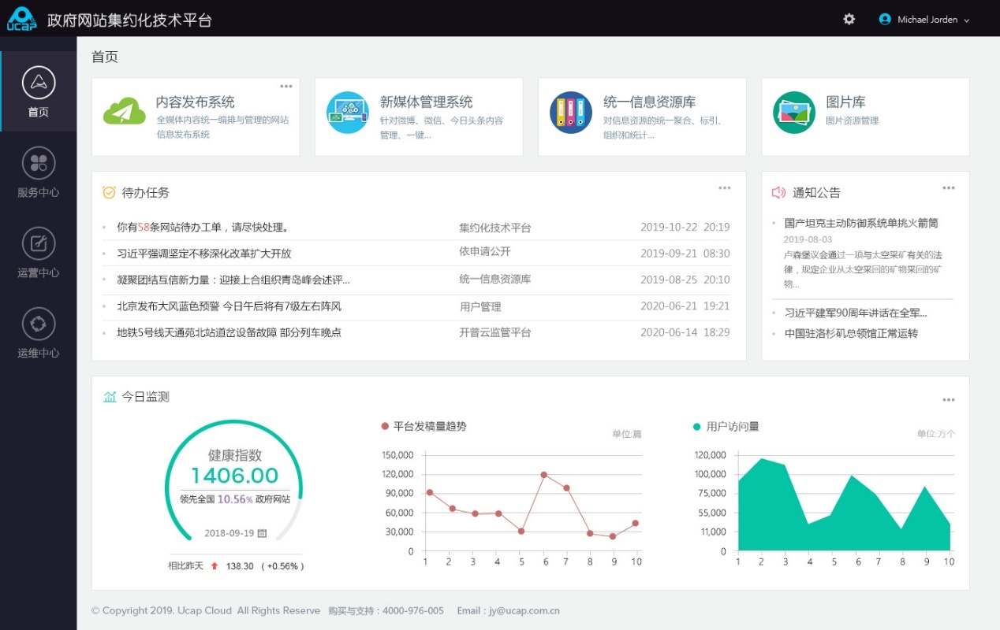 UCAP 政府网站集约化技术平台
Michael Jorden
首页
服务中心
运营中心
运维中心
首页
内容发布系统
全媒体内容统一编排与管理的网站
信息发布系统
新媒体管理系统
针对微博、微信、今日头条内容
管理、一键...
统一信息资源库
对信息资源的统一聚合、标引、
组织和统计...
图片库
图片资源管理
待办任务
你有58条网站待办工单，请尽快处理。 集约化技术平台 2019-10-22 20:19
习近平强调坚定不移深化改革扩大开放 依申请公开 2019-09-21 08:30
凝聚团结互信新力量：迎接上合组织青岛峰会述评... 统一信息资源库 2019-08-25 20:10
北京发布大风蓝色预警 今日午后将有7级左右阵风 用户管理 2020-06-21 19:21
地铁5号线天通苑北站道岔设备故障 部分列车晚点 开普云监管平台 2020-06-14 18:29
通知公告
国产坦克主动防御系统单挑火箭筒
2019-08-03
卢森堡议会通过一项与太空采矿有关的法
律，规定企业从太空采回的矿物采回的矿
物...
习近平建军90周年讲话在全军...
中国驻洛杉矶总领馆正常运转
今日监测
健康指数
1406.00
领先全国 10.56% 政府网站
2018-09-19
相比昨天 138.30 ( +0.56% )
平台发稿量趋势
单位:篇
150,000
120,000
90,000
60,000
30,000
0
1 2 3 4 5 6 7 8 9 10
用户访问量
单位:万个
120,000
100,000
75,000
55,000
11,000
0
1 2 3 4 5 6 7 8 9 10
© Copyright 2019. Ucap Cloud All Rights Reserve 购买与支持：4000-976-005 Email：jy@ucap.com.cn